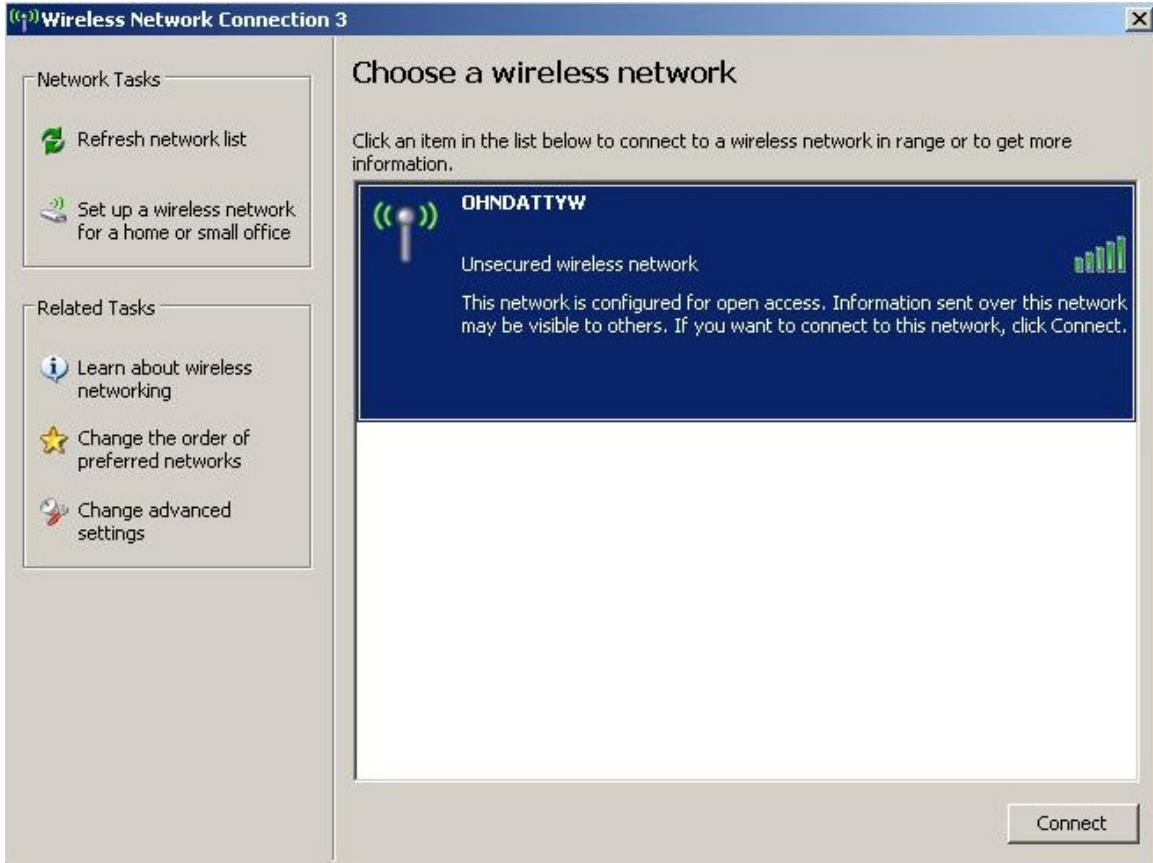 Wireless Network Connection 3
Network Tasks
Refresh network list
Set up a wireless network
for a home or small office
Related Tasks
Learn about wireless
networking
Change the order of
preferred networks
Change advanced
settings
Choose a wireless network
Click an item in the list below to connect to a wireless network in range or to get more
information.
OHNDATTYW
Unsecured wireless network
This network is configured for open access. Information sent over this network
may be visible to others. If you want to connect to this network, click Connect.
Connect